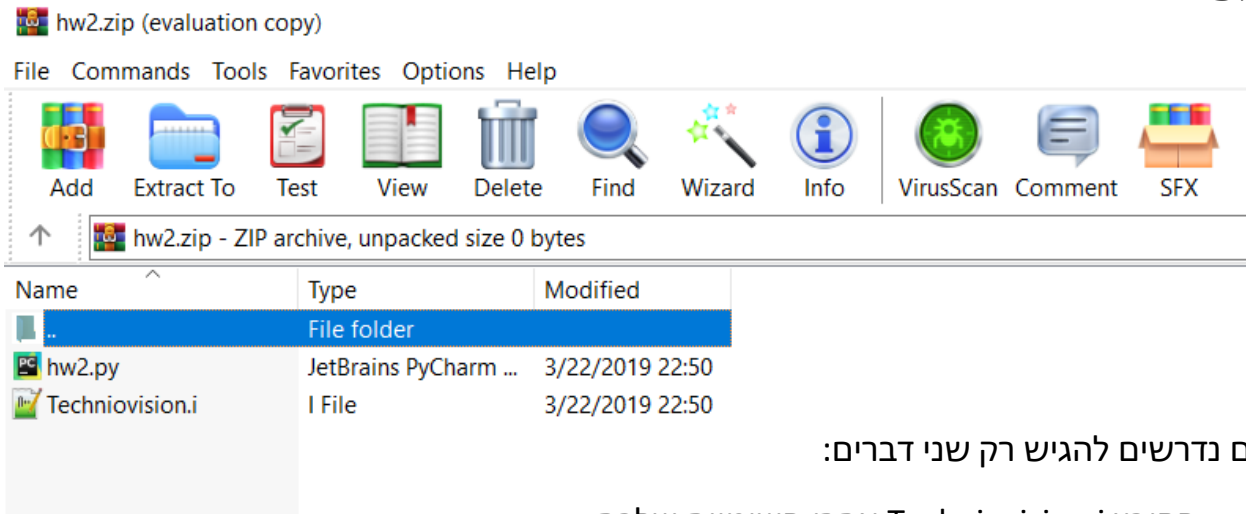 hw2.zip (evaluation copy)
File Commands Tools Favorites Options Help
Add Extract To Test View Delete Find Wizard Info VirusScan Comment SFX
hw2.zip - ZIP archive, unpacked size 0 bytes
Name Type Modified
.. File folder
hw2.py JetBrains PyCharm ... 3/22/2019 22:50
Techniovision.i I File 3/22/2019 22:50
נדרשים להגיש רק שני דברים: